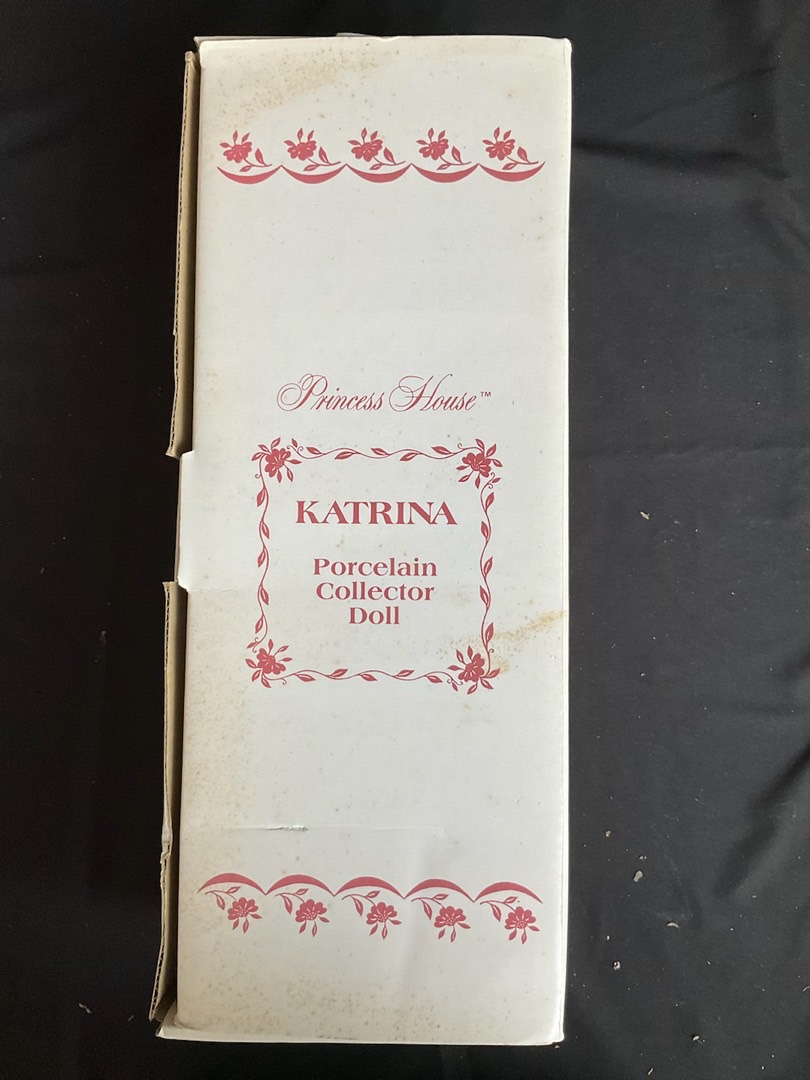 Princess House™
KATRINA
Porcelain
Collector
Doll